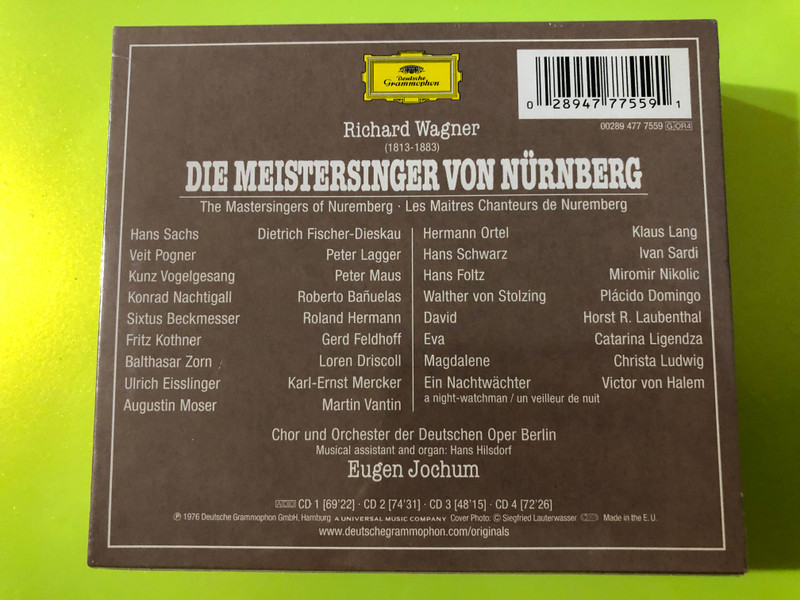 Deutsche
Grammophon
0 28947 77559 1
00289 477 7559 G OR4
Richard Wagner
(1813-1883)
DIE MEISTERSINGER VON NÜRNBERG
The Mastersingers of Nuremberg · Les Maitres Chanteurs de Nuremberg
Hans Sachs Dietrich Fischer-Dieskau
Veit Pogner Peter Lagger
Kunz Vogelgesang Peter Maus
Konrad Nachtigall Roberto Bañuelas
Sixtus Beckmesser Roland Hermann
Fritz Kothner Gerd Feldhoff
Balthasar Zorn Loren Driscoll
Ulrich Eisslinger Karl-Ernst Mercker
Augustin Moser Martin Vantin
Hermann Ortel Klaus Lang
Hans Schwarz Ivan Sardi
Hans Foltz Miromir Nikolic
Walther von Stolzing Plácido Domingo
David Horst R. Laubenthal
Eva Catarina Ligendza
Magdalene Christa Ludwig
Ein Nachtwächter Victor von Halem
a night-watchman / un veilleur de nuit
Chor und Orchester der Deutschen Oper Berlin
Musical assistant and organ: Hans Hilsdorf
Eugen Jochum
ADD CD 1 [69'22] · CD 2 [74'31] · CD 3 [48'15] · CD 4 [72'26]
℗ 1976 Deutsche Grammophon GmbH, Hamburg A UNIVERSAL MUSIC COMPANY Cover Photo: © Siegfried Lauterwasser Made in the E. U.
www.deutschegrammophon.com/originals